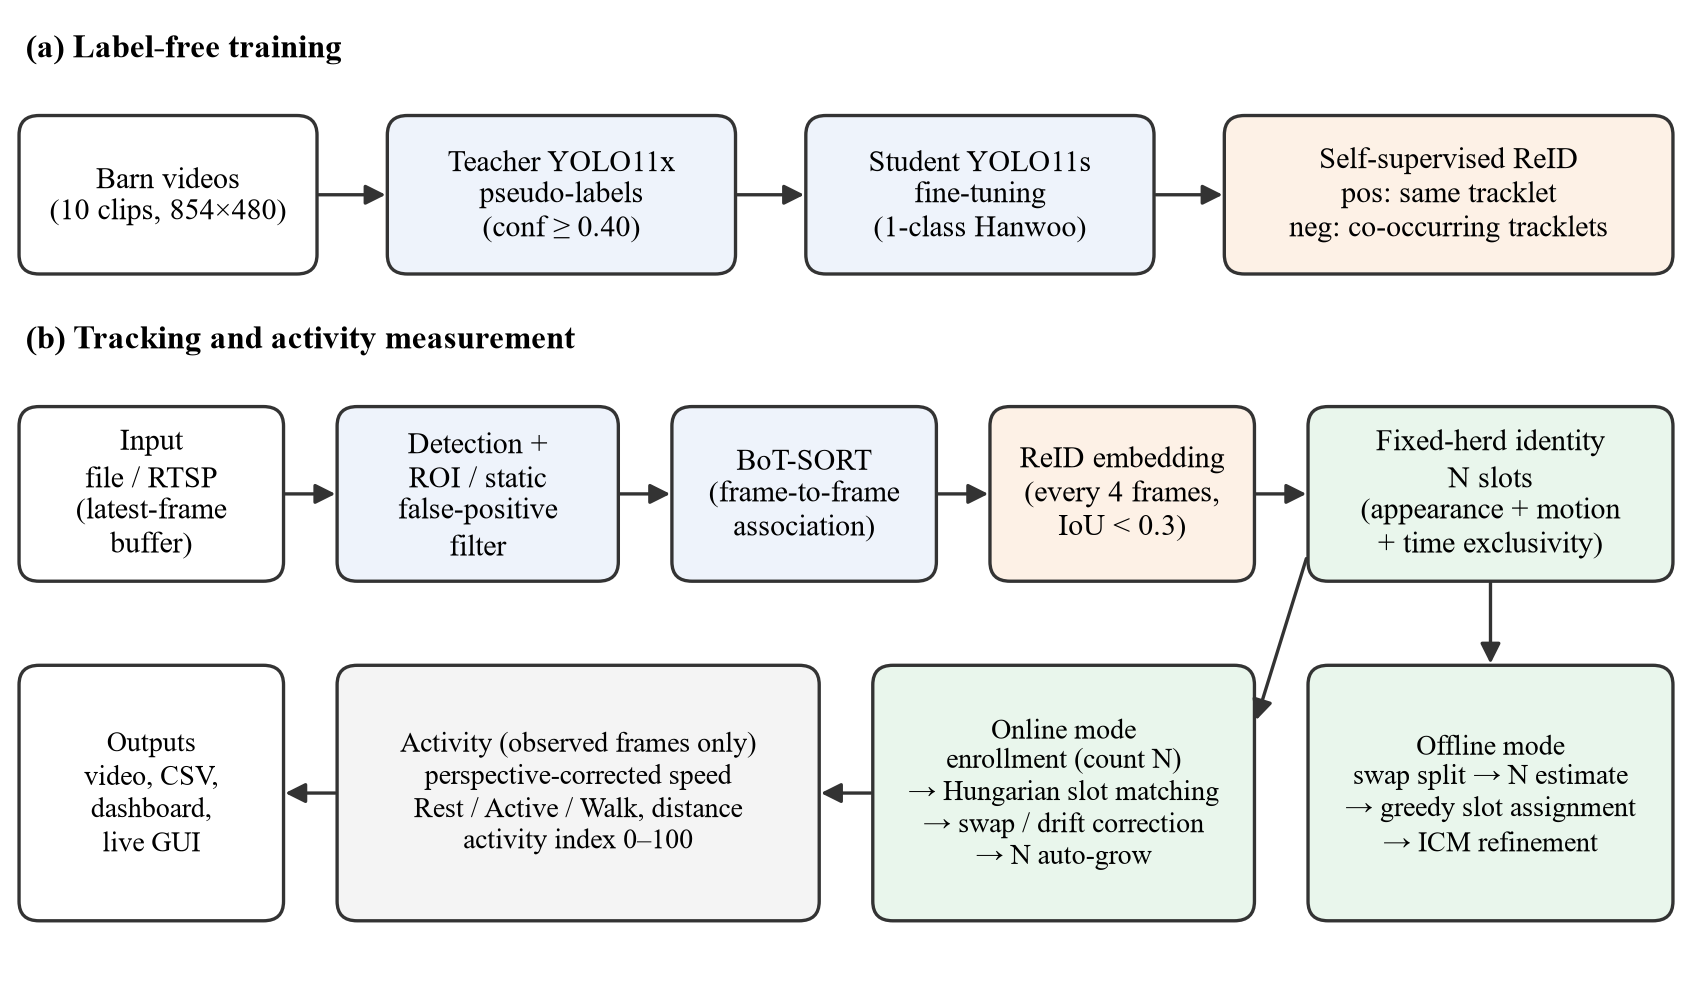 (a) Label-free training
Barn videos
(10 clips, 854×480)
Teacher YOLO11x
pseudo-labels
(conf ≥ 0.40)
Student YOLO11s
fine-tuning
(1-class Hanwoo)
Self-supervised ReID
pos: same tracklet
neg: co-occurring tracklets
(b) Tracking and activity measurement
Input
file / RTSP
(latest-frame
buffer)
Detection +
ROI / static
false-positive
filter
BoT-SORT
(frame-to-frame
association)
ReID embedding
(every 4 frames,
IoU < 0.3)
Fixed-herd identity
N slots
(appearance + motion
+ time exclusivity)
Outputs
video, CSV,
dashboard,
live GUI
Activity (observed frames only)
perspective-corrected speed
Rest / Active / Walk, distance
activity index 0–100
Online mode
enrollment (count N)
→ Hungarian slot matching
→ swap / drift correction
→ N auto-grow
Offline mode
swap split → N estimate
→ greedy slot assignment
→ ICM refinement